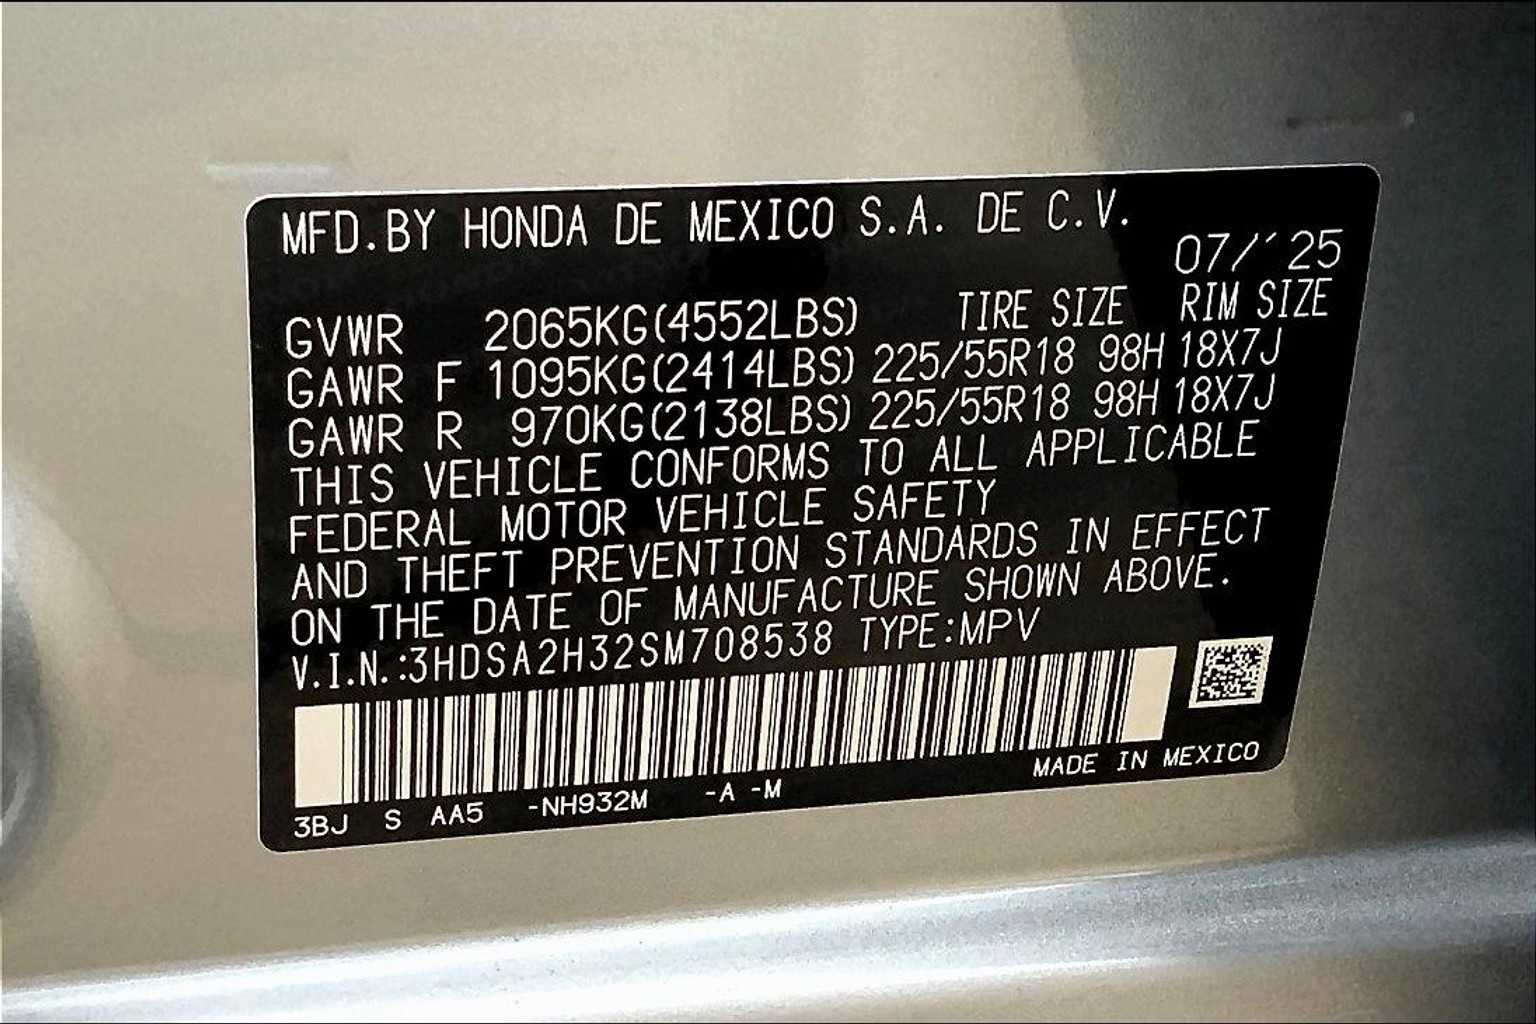 MFD.BY HONDA DE MEXICO S.A. DE C.V.
07/'25
GVWR 2065KG(4552LBS) TIRE SIZE RIM SIZE
GAWR F 1095KG(2414LBS) 225/55R18 98H 18X7J
GAWR R 970KG(2138LBS) 225/55R18 98H 18X7J
THIS VEHICLE CONFORMS TO ALL APPLICABLE
FEDERAL MOTOR VEHICLE SAFETY
AND THEFT PREVENTION STANDARDS IN EFFECT
ON THE DATE OF MANUFACTURE SHOWN ABOVE.
V.I.N.:3HDSA2H32SM708538 TYPE:MPV
MADE IN MEXICO
3BJ S AA5 -NH932M -A -M